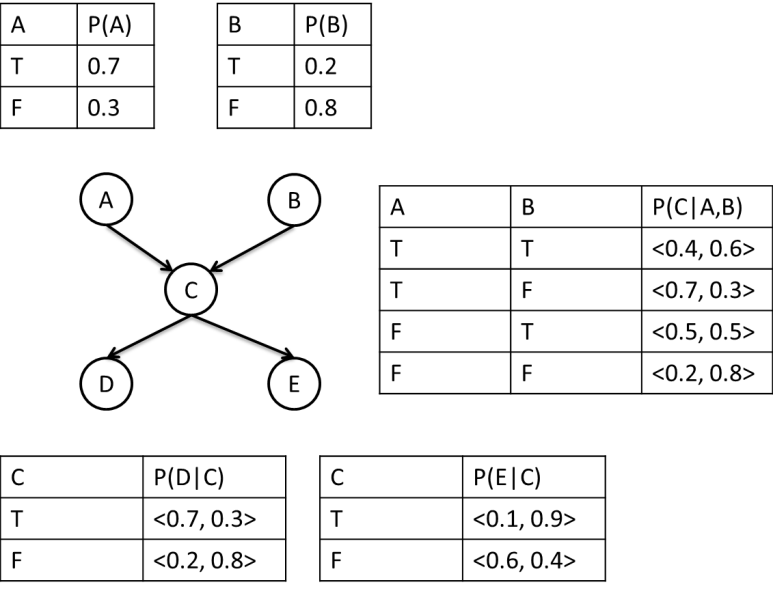 A P(A)
T 0.7
F 0.3
B P(B)
T 0.2
F 0.8
A
B
C
D
E
A B P(C|A,B)
T T <0.4, 0.6>
T F <0.7, 0.3>
F T <0.5, 0.5>
F F <0.2, 0.8>
C P(D|C)
T <0.7, 0.3>
F <0.2, 0.8>
C P(E|C)
T <0.1, 0.9>
F <0.6, 0.4>